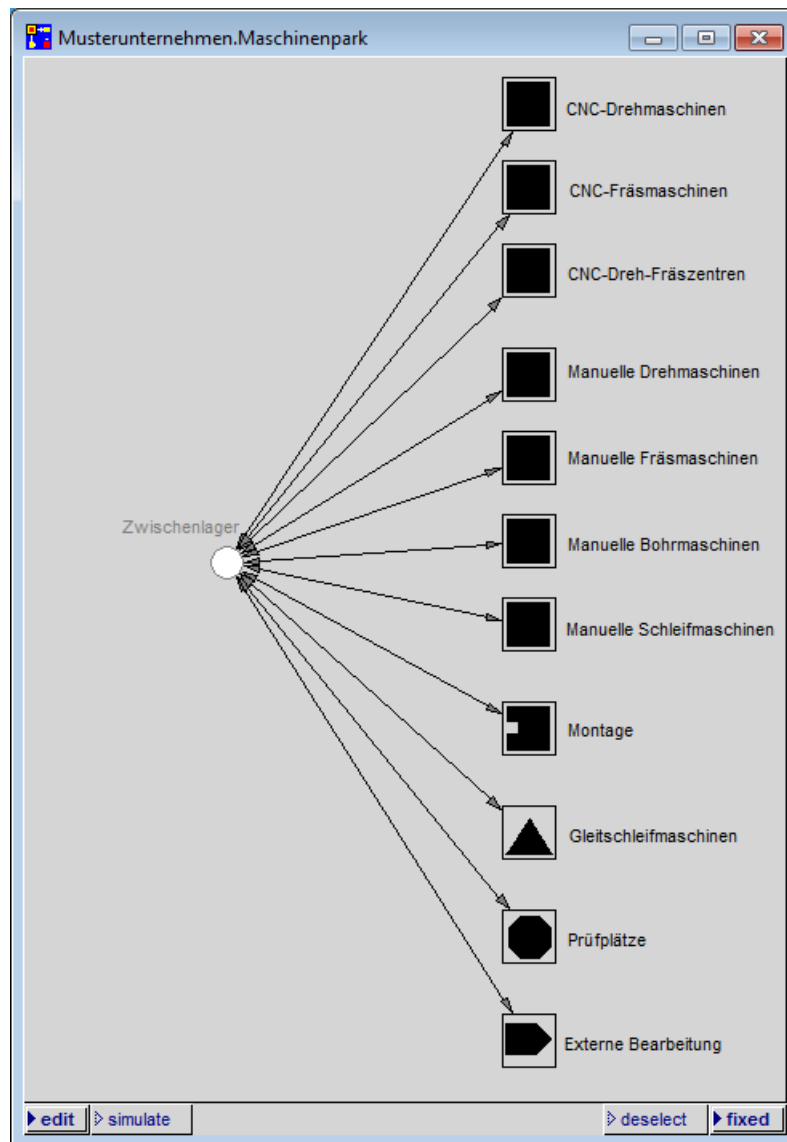 Musterunternehmen.Maschinenpark
CNC-Drehmaschinen
CNC-Fräsmaschinen
CNC-Dreh-Fräszentren
Manuelle Drehmaschinen
Manuelle Fräsmaschinen
Zwischenlager
Manuelle Bohrmaschinen
Manuelle Schleifmaschinen
Montage
Gleitschleifmaschinen
Prüfplätze
Externe Bearbeitung
edit simulate deselect fixed